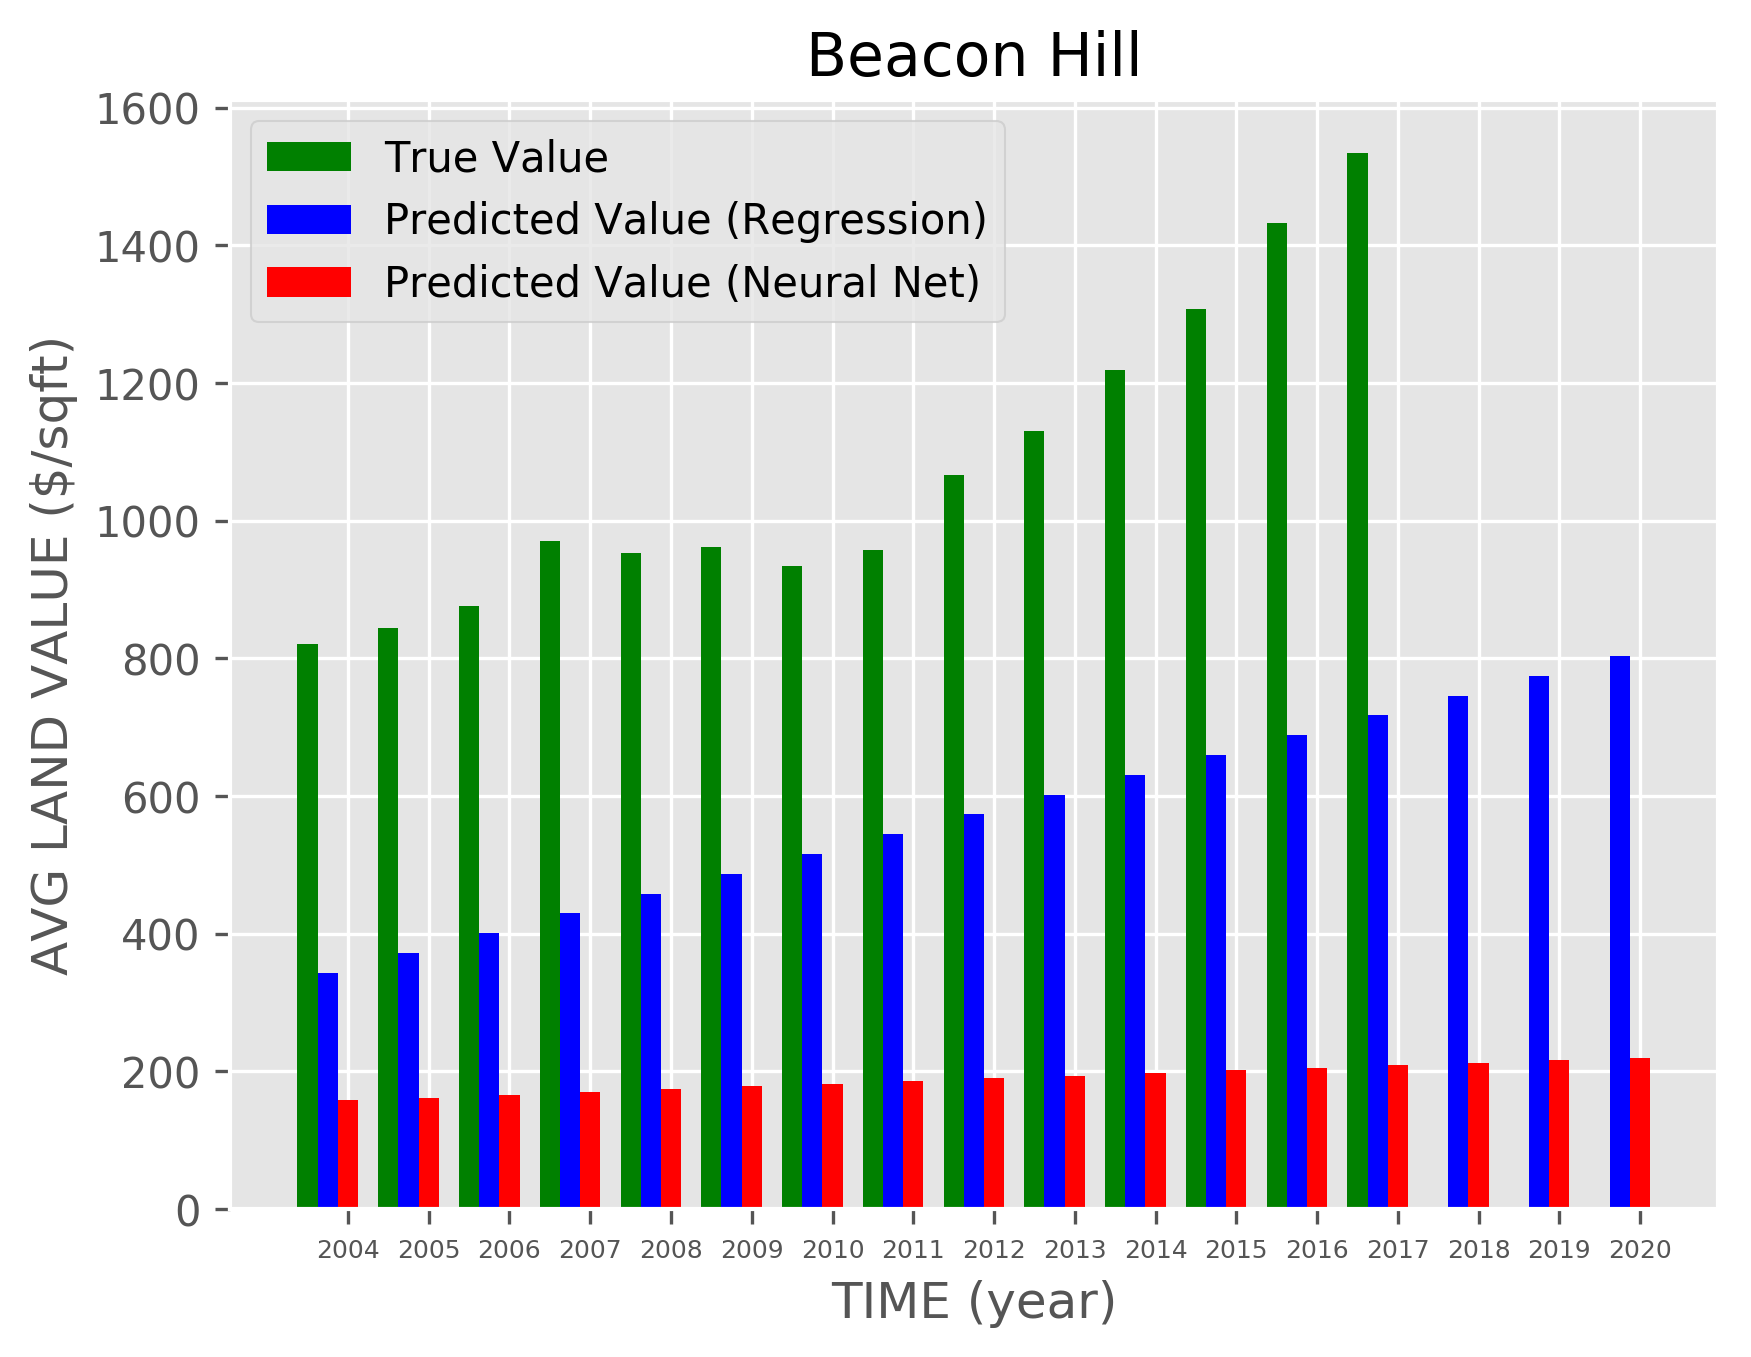 Beacon Hill
True Value
Predicted Value (Regression)
Predicted Value (Neural Net)
AVG LAND VALUE ($/sqft)
1600
1400
1200
1000
800
600
400
200
0
2004 2005 2006 2007 2008 2009 2010 2011 2012 2013 2014 2015 2016 2017 2018 2019 2020
TIME (year)